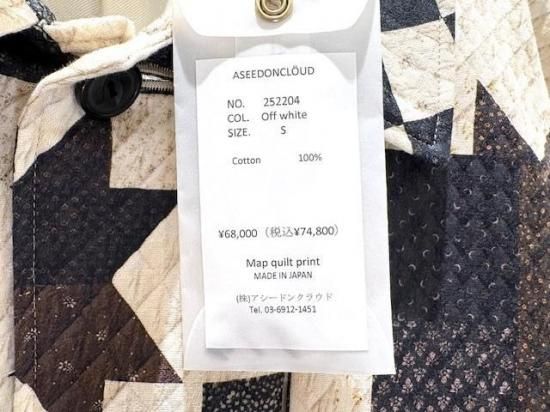 ASEEDONCLÖUD
NO. 252204
COL. Off white
SIZE. S
Cotton 100%
¥68,000（税込¥74,800）
Map quilt print
MADE IN JAPAN
(株)アシードンクラウド
Tel. 03-6912-1451